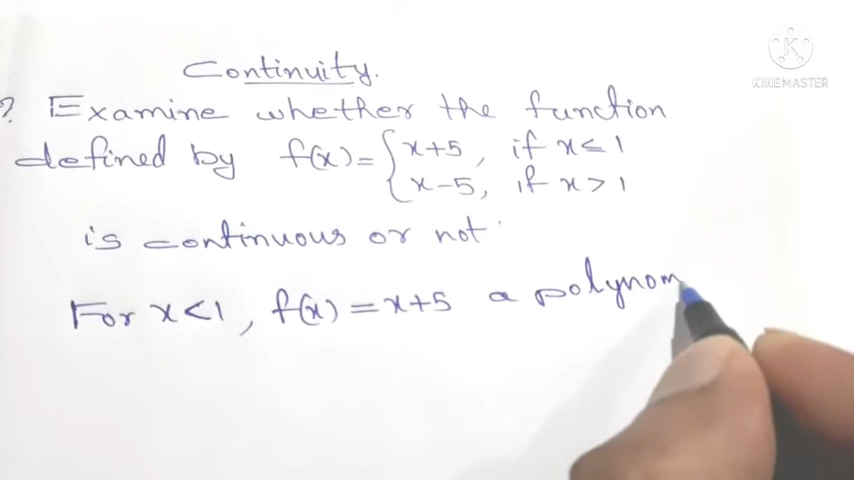 Continuity.
? Examine whether the function
defined by f(x) = { x+5, if x ≤ 1
x-5, if x > 1
is continuous or not
For x < 1, f(x) = x+5 a polynom
KINEMASTER